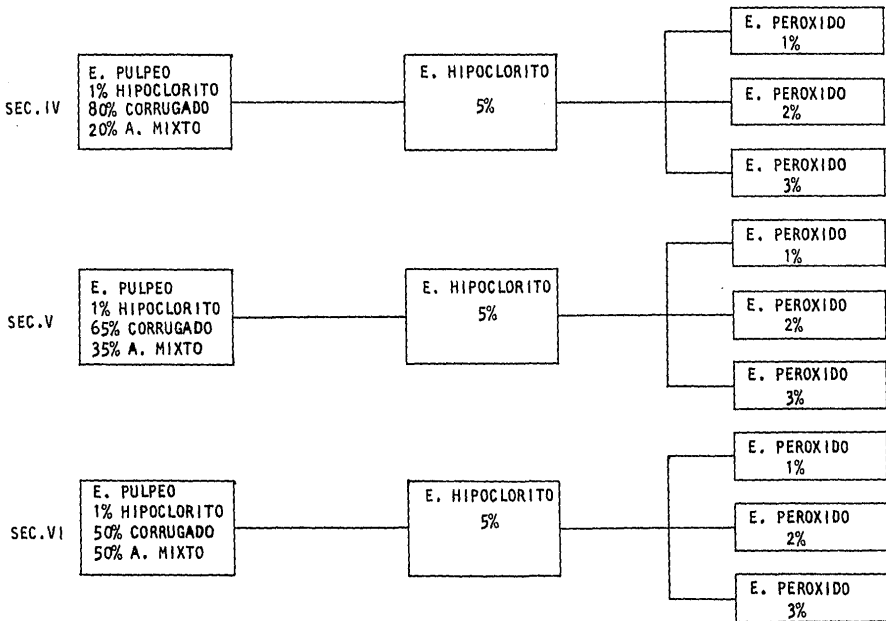 SEC.IV
E. PULPEO
1% HIPOCLORITO
80% CORRUGADO
20% A. MIXTO
E. HIPOCLORITO
5%
E. PEROXIDO
1%
E. PEROXIDO
2%
E. PEROXIDO
3%
SEC.V
E. PULPEO
1% HIPOCLORITO
65% CORRUGADO
35% A. MIXTO
E. HIPOCLORITO
5%
E. PEROXIDO
1%
E. PEROXIDO
2%
E. PEROXIDO
3%
SEC.VI
E. PULPEO
1% HIPOCLORITO
50% CORRUGADO
50% A. MIXTO
E. HIPOCLORITO
5%
E. PEROXIDO
1%
E. PEROXIDO
2%
E. PEROXIDO
3%